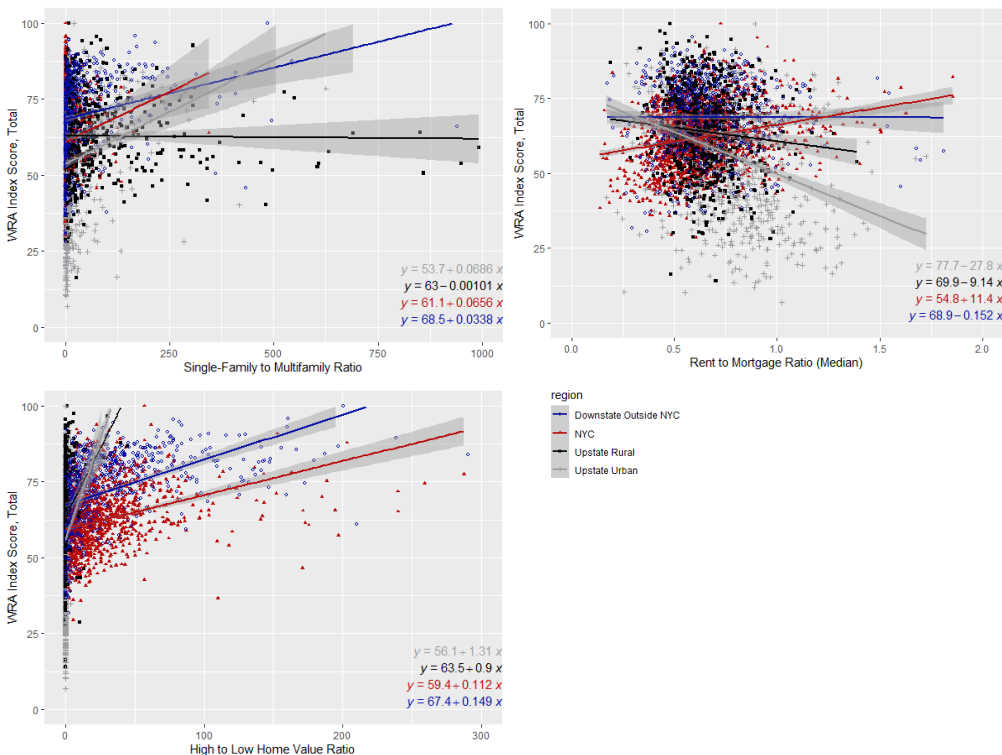 WRA Index Score, Total
100
75
50
25
0
y = 53.7 + 0.0686 x
y = 63 − 0.00101 x
y = 61.1 + 0.0656 x
y = 68.5 + 0.0338 x
0 250 500 750 1000
Single-Family to Multifamily Ratio
WRA Index Score, Total
100
75
50
25
0
y = 77.7 − 27.8 x
y = 69.9 − 9.14 x
y = 54.8 + 11.4 x
y = 68.9 − 0.152 x
0.0 0.5 1.0 1.5 2.0
Rent to Mortgage Ratio (Median)
WRA Index Score, Total
100
75
50
25
0
y = 56.1 + 1.31 x
y = 63.5 + 0.9 x
y = 59.4 + 0.112 x
y = 67.4 + 0.149 x
0 100 200 300
High to Low Home Value Ratio
region
Downstate Outside NYC
NYC
Upstate Rural
Upstate Urban